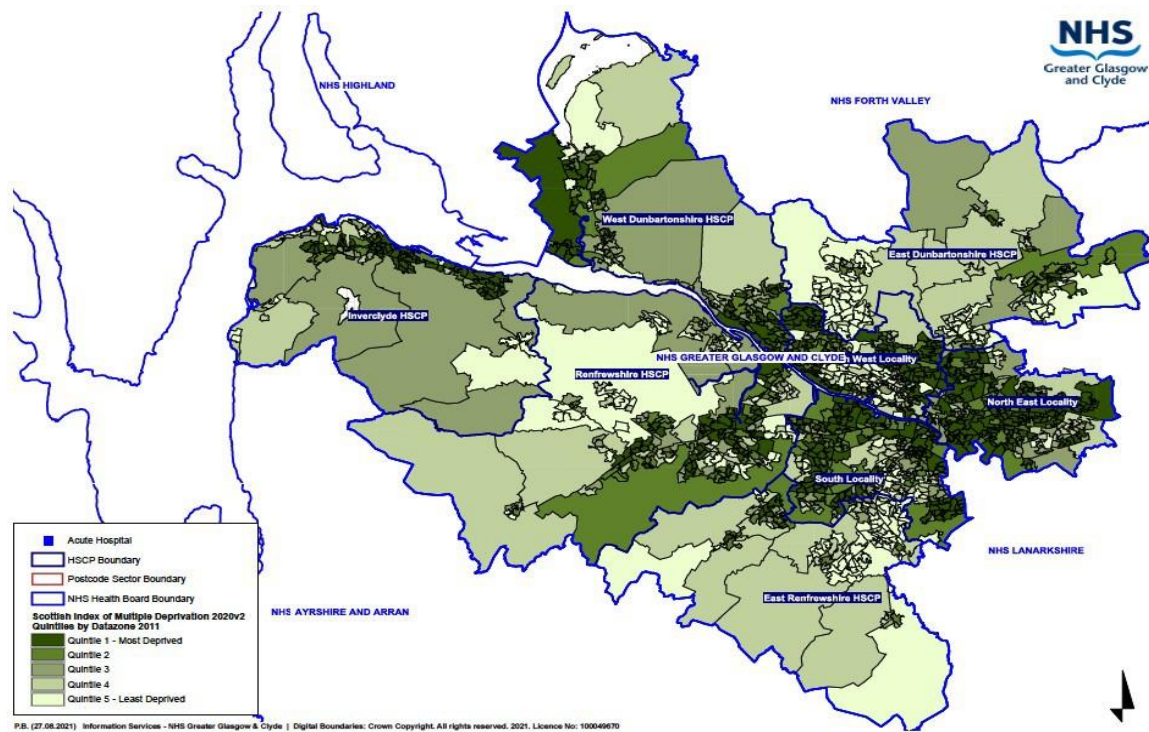 NHS
Greater Glasgow
and Clyde
NHS HIGHLAND
NHS FORTH VALLEY
West Dunbartonshire HSCP
East Dunbartonshire HSCP
Inverclyde HSCP
NHS GREATER GLASGOW AND CLYDE
West Locality
Renfrewshire HSCP
North East Locality
South Locality
NHS LANARKSHIRE
East Renfrewshire HSCP
NHS AYRSHIRE AND ARRAN
Acute Hospital
HSCP Boundary
Postcode Sector Boundary
NHS Health Board Boundary
Scottish Index of Multiple Deprivation 2020v2
Quintiles by Datazone 2011
Quintile 1 - Most Deprived
Quintile 2
Quintile 3
Quintile 4
Quintile 5 - Least Deprived
P.B. (27.08.2021) Information Services - NHS Greater Glasgow & Clyde | Digital Boundaries: Crown Copyright. All rights reserved. 2021. Licence No: 100049670